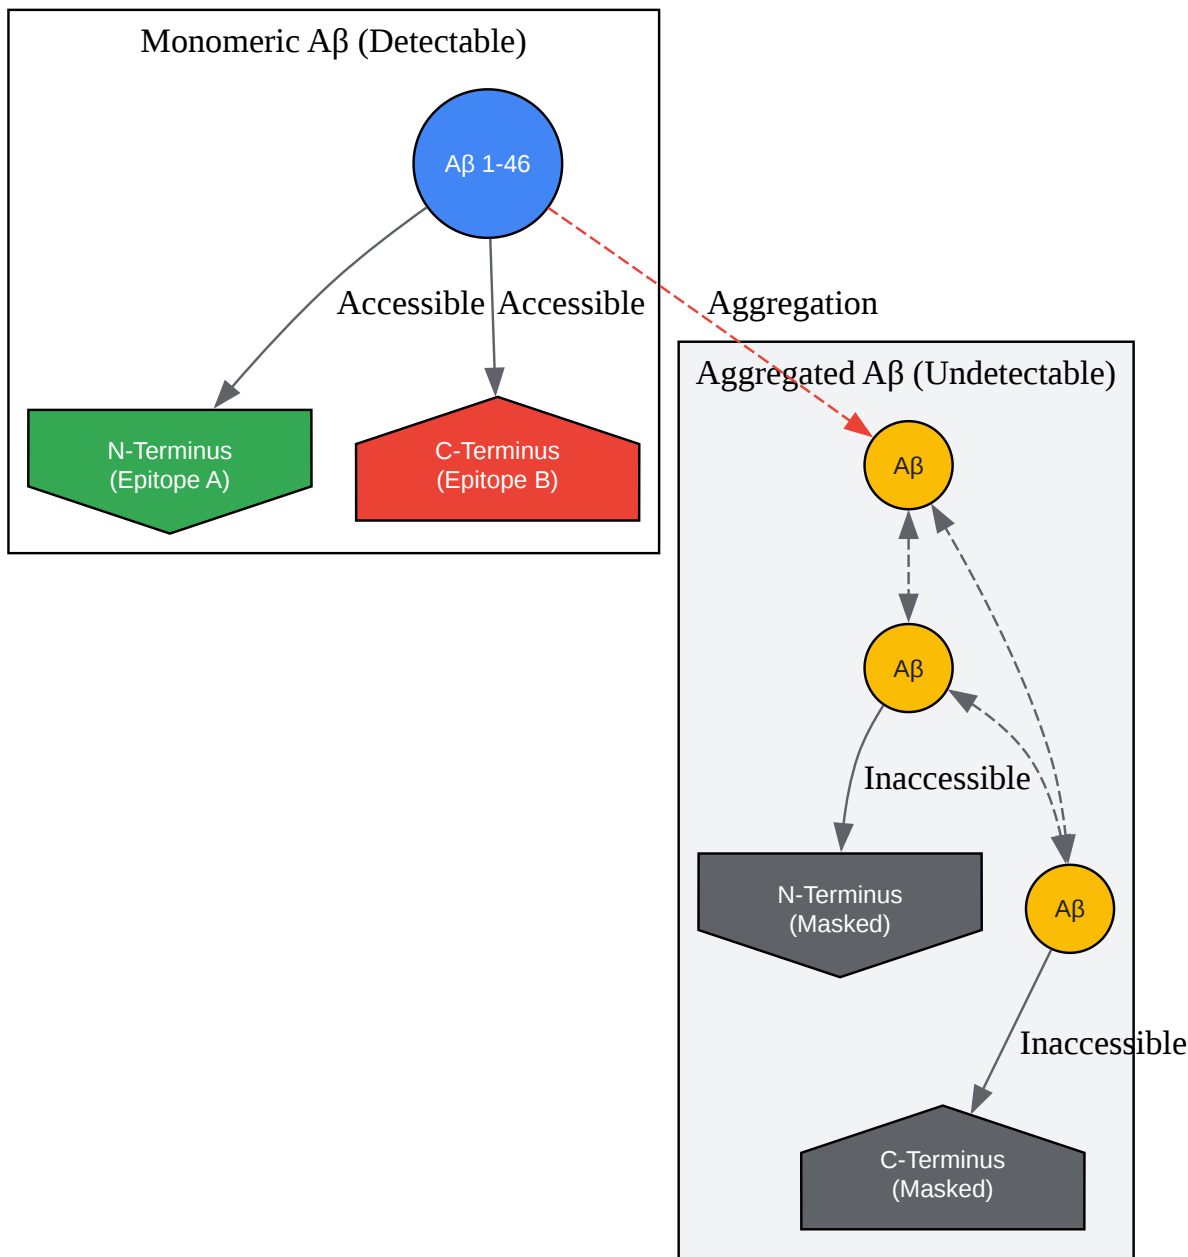 Monomeric Aβ (Detectable)
Aβ 1-46
Accessible
Accessible
Aggregation
N-Terminus
(Epitope A)
C-Terminus
(Epitope B)
Aggregated Aβ (Undetectable)
Aβ
Aβ
Inaccessible
N-Terminus
(Masked)
Aβ
Inaccessible
C-Terminus
(Masked)